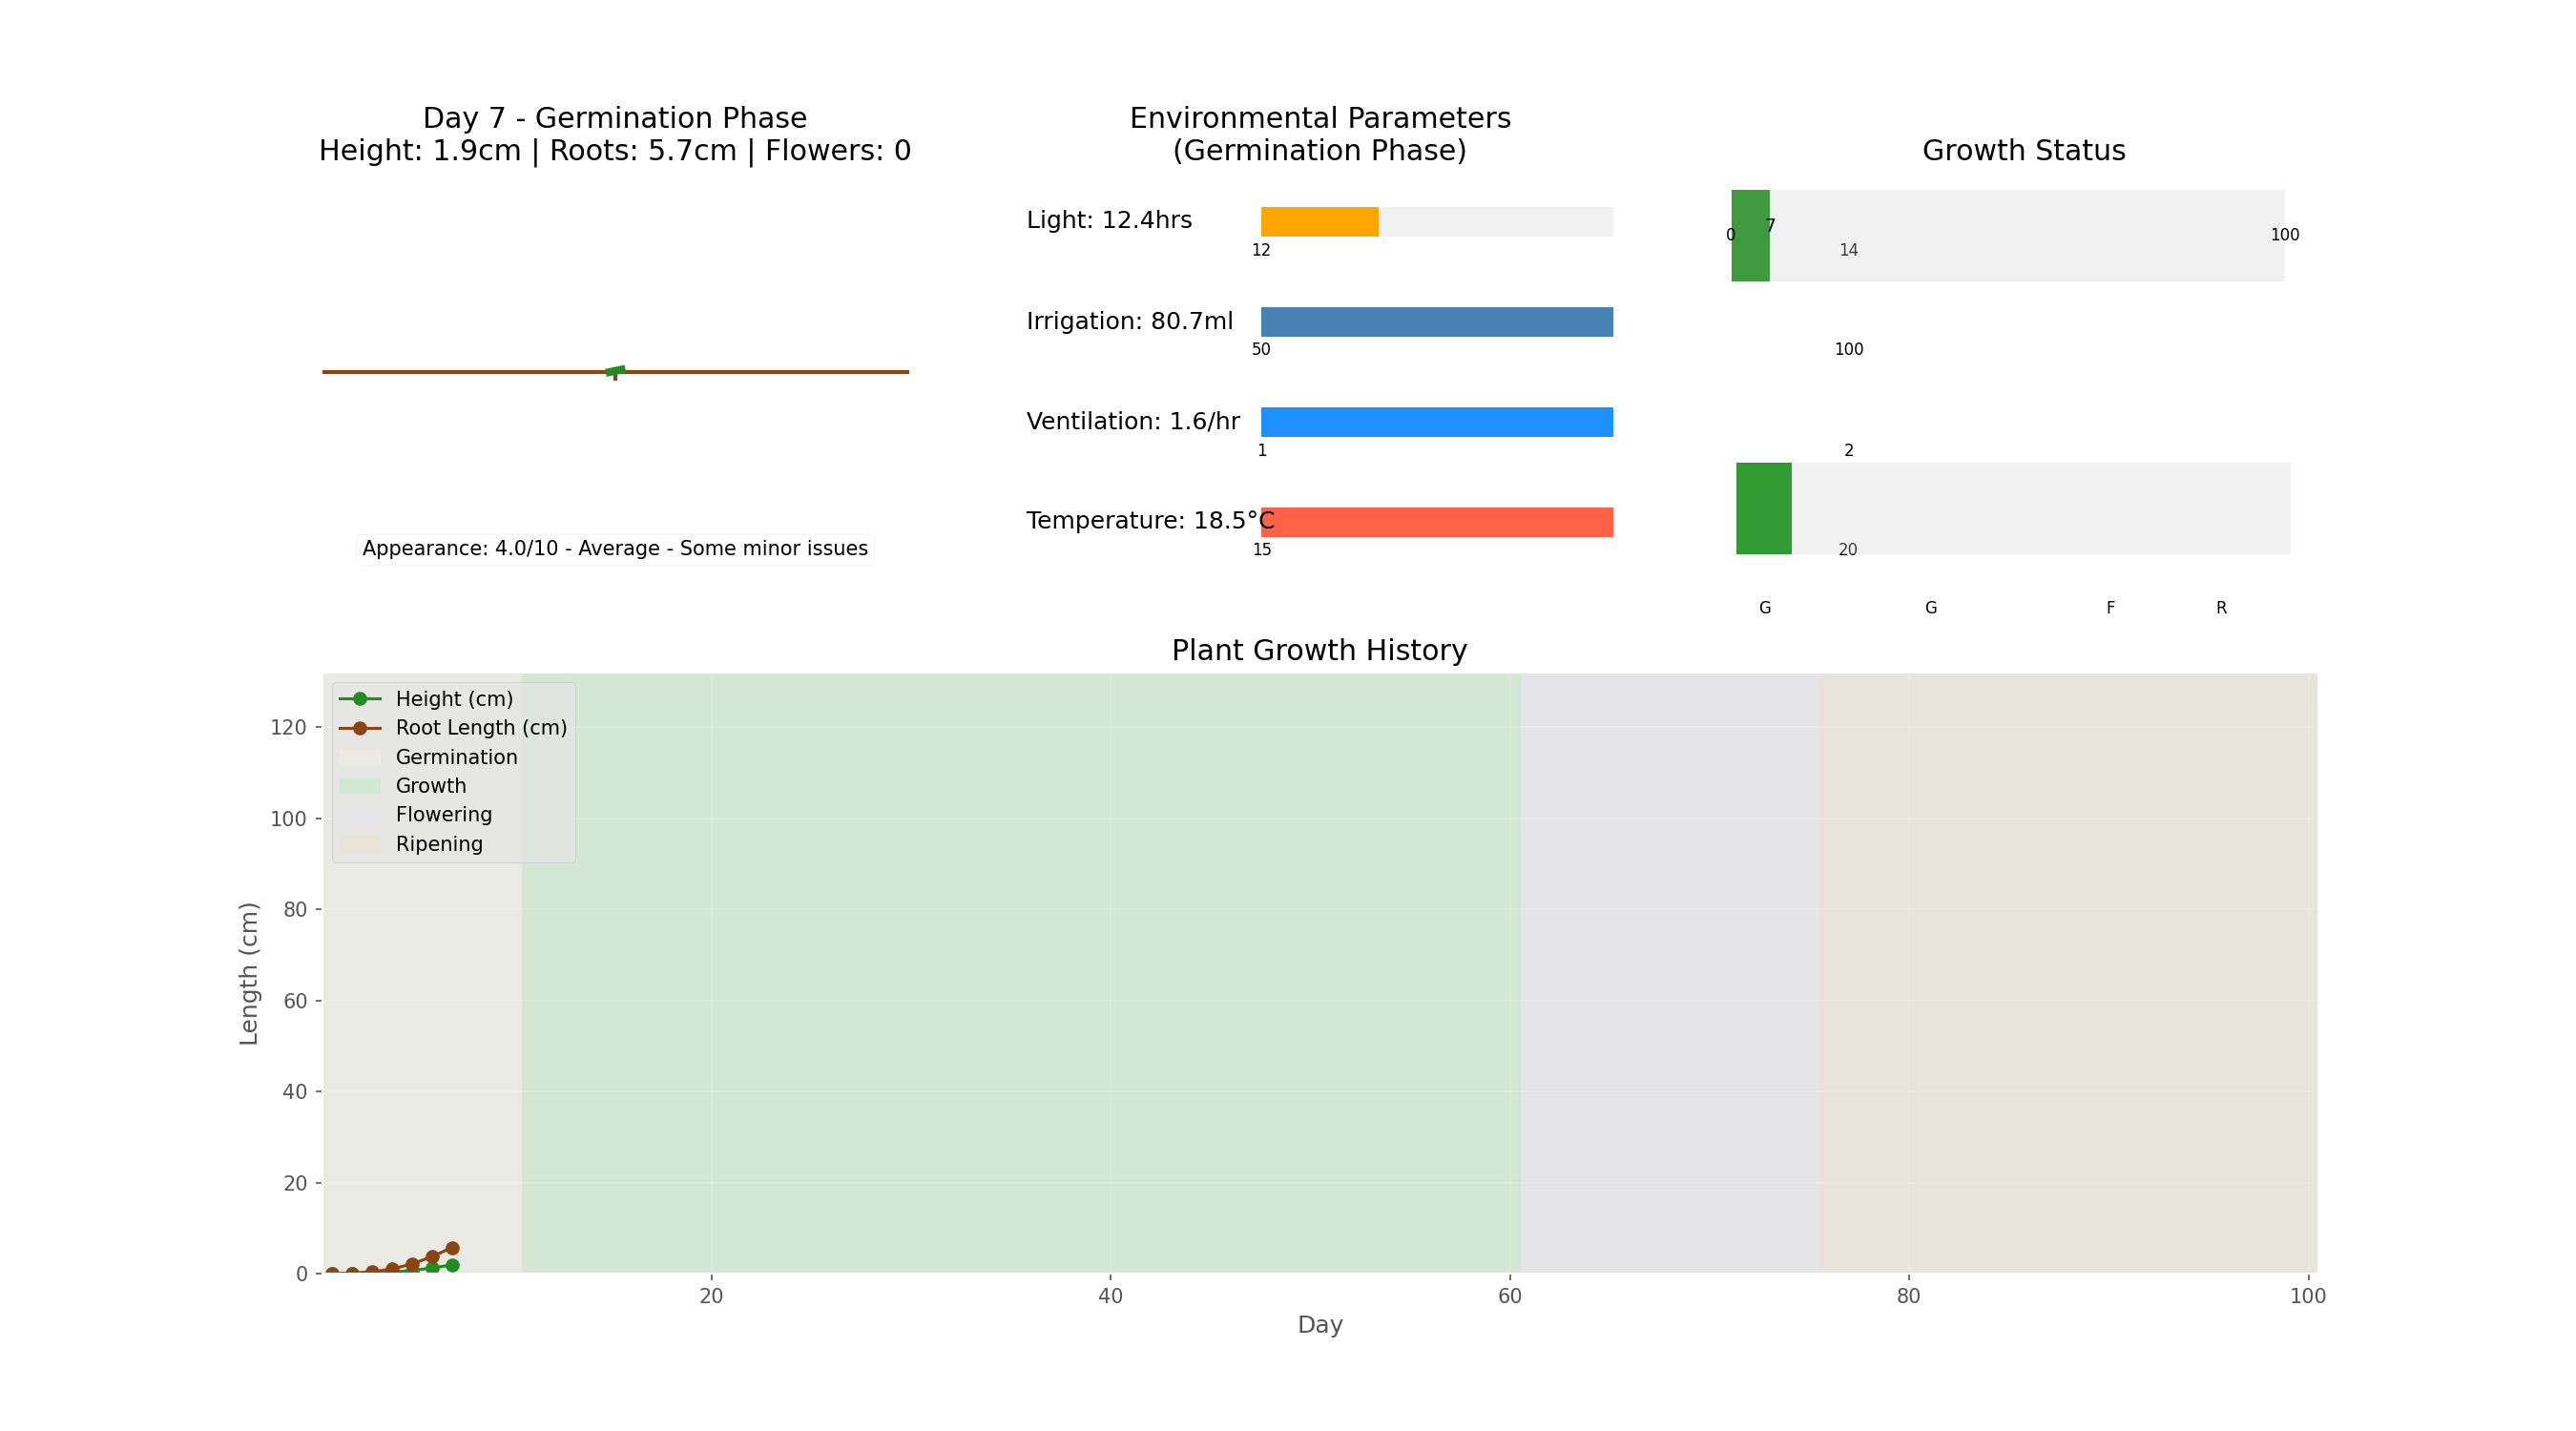 Day 7 - Germination Phase
Height: 1.9cm | Roots: 5.7cm | Flowers: 0
Appearance: 4.0/10 - Average - Some minor issues
Environmental Parameters
(Germination Phase)
Light: 12.4hrs
12
14
Irrigation: 80.7ml
50
100
Ventilation: 1.6/hr
1
2
Temperature: 18.5°C
15
20
Growth Status
0
7
100
G
G
F
R
Plant Growth History
Height (cm)
Root Length (cm)
Germination
Growth
Flowering
Ripening
Length (cm)
120
100
80
60
40
20
0
20
40
60
80
100
Day